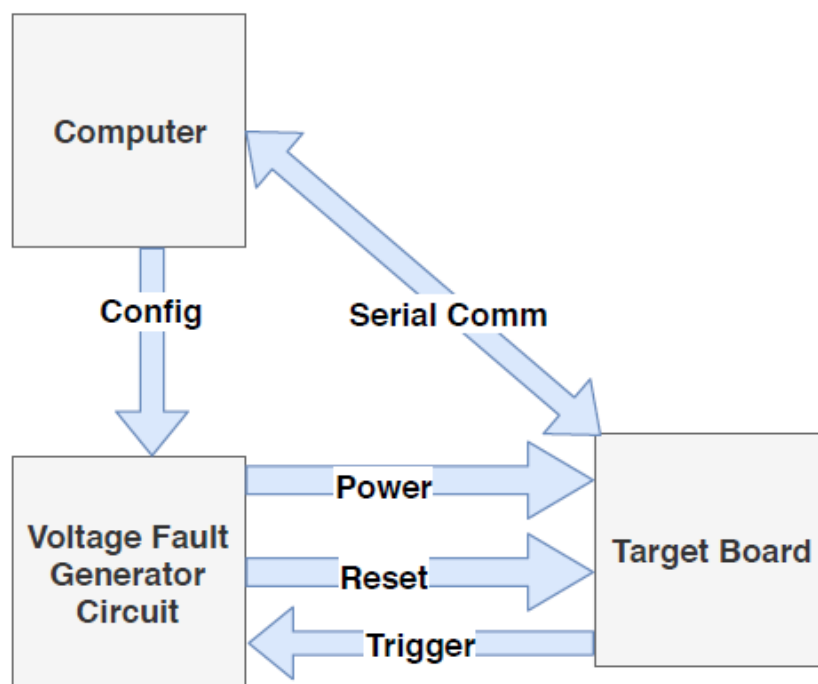 Computer
Config
Serial Comm
Power
Voltage Fault
Generator
Circuit
Target Board
Reset
Trigger